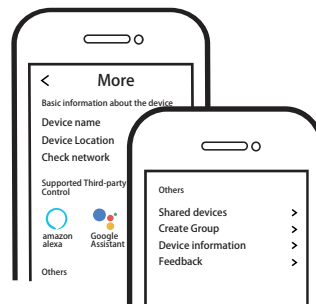 More
Basic information about the device
Device name
Device Location
Check network
Supported Third-party
Control
amazon
alexa
Google
Assistant
Others
Others
Shared devices
Create Group
Device information
Feedback